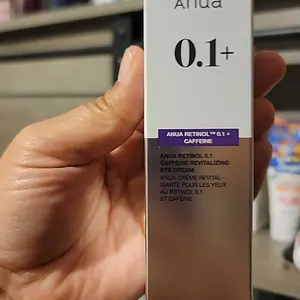 Anua
0.1+
ANUA RETINOL™ 0.1 +
CAFFEINE
ANUA RETINOL 0.1
CAFFEINE REVITALIZING
EYE CREAM
ANUA CRÈME REVITAL-
ISANTE POUR LES YEUX
AU RÉTINOL 0.1
ET CAFÉINE